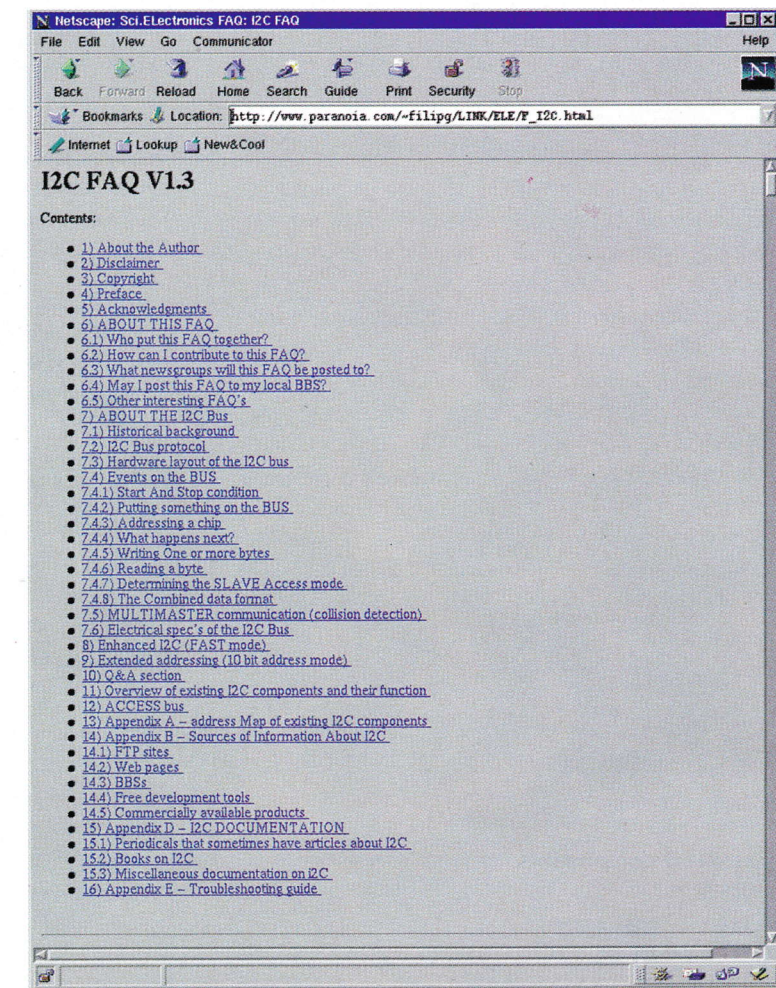 Netscape: Sci.ELectronics FAQ: I2C FAQ
File Edit View Go Communicator Help
Back Forward Reload Home Search Guide Print Security Stop
N
Bookmarks Location: http://www.paranoia.com/~filipg/LINK/ELE/F_I2C.html
Internet Lookup New&Cool
I2C FAQ V1.3
Contents:
1) About the Author
2) Disclaimer
3) Copyright
4) Preface
5) Acknowledgments
6) ABOUT THIS FAQ
6.1) Who put this FAQ together?
6.2) How can I contribute to this FAQ?
6.3) What newsgroups will this FAQ be posted to?
6.4) May I post this FAQ to my local BBS?
6.5) Other interesting FAQ's
7) ABOUT THE I2C Bus
7.1) Historical background
7.2) I2C Bus protocol
7.3) Hardware layout of the I2C bus
7.4) Events on the BUS
7.4.1) Start And Stop condition
7.4.2) Putting something on the BUS
7.4.3) Addressing a chip
7.4.4) What happens next?
7.4.5) Writing One or more bytes
7.4.6) Reading a byte
7.4.7) Determining the SLAVE Access mode
7.4.8) The Combined data format
7.5) MULTIMASTER communication (collision detection)
7.6) Electrical spec's of the I2C Bus
8) Enhanced I2C (FAST mode)
9) Extended addressing (10 bit address mode)
10) Q&A section
11) Overview of existing I2C components and their function
12) ACCESS bus
13) Appendix A – address Map of existing I2C components
14) Appendix B – Sources of Information About I2C
14.1) FTP sites
14.2) Web pages
14.3) BBSs
14.4) Free development tools
14.5) Commercially available products
15) Appendix D – I2C DOCUMENTATION
15.1) Periodicals that sometimes have articles about I2C
15.2) Books on I2C
15.3) Miscellaneous documentation on i2C
16) Appendix E – Troubleshooting guide